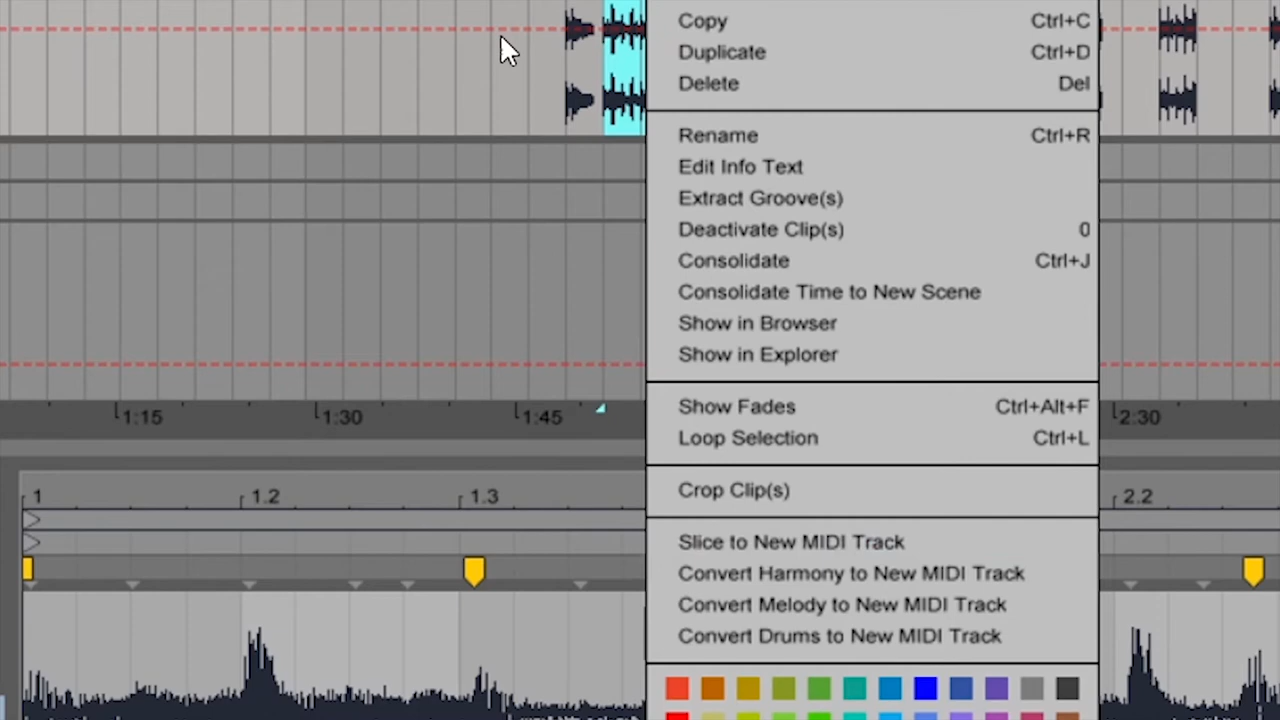 Copy Ctrl+C
Duplicate Ctrl+D
Delete Del
Rename Ctrl+R
Edit Info Text
Extract Groove(s)
Deactivate Clip(s) 0
Consolidate Ctrl+J
Consolidate Time to New Scene
Show in Browser
Show in Explorer
1:15 1:30 1:45 2:30
Show Fades Ctrl+Alt+F
Loop Selection Ctrl+L
1 1.2 1.3 2.2
Crop Clip(s)
Slice to New MIDI Track
Convert Harmony to New MIDI Track
Convert Melody to New MIDI Track
Convert Drums to New MIDI Track